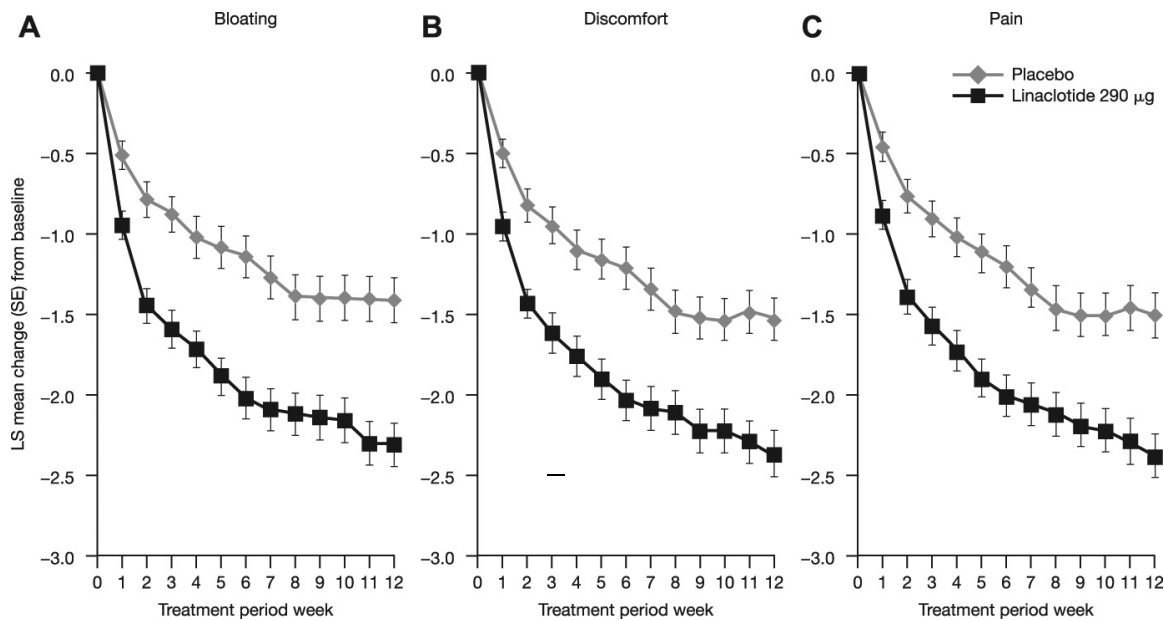 A
Bloating
B
Discomfort
C
Pain
Placebo
Linaclotide 290 μg
LS mean change (SE) from baseline
0.0
–0.5
–1.0
–1.5
–2.0
–2.5
–3.0
0 1 2 3 4 5 6 7 8 9 10 11 12
Treatment period week
0.0
–0.5
–1.0
–1.5
–2.0
–2.5
–3.0
0 1 2 3 4 5 6 7 8 9 10 11 12
Treatment period week
0.0
–0.5
–1.0
–1.5
–2.0
–2.5
–3.0
0 1 2 3 4 5 6 7 8 9 10 11 12
Treatment period week